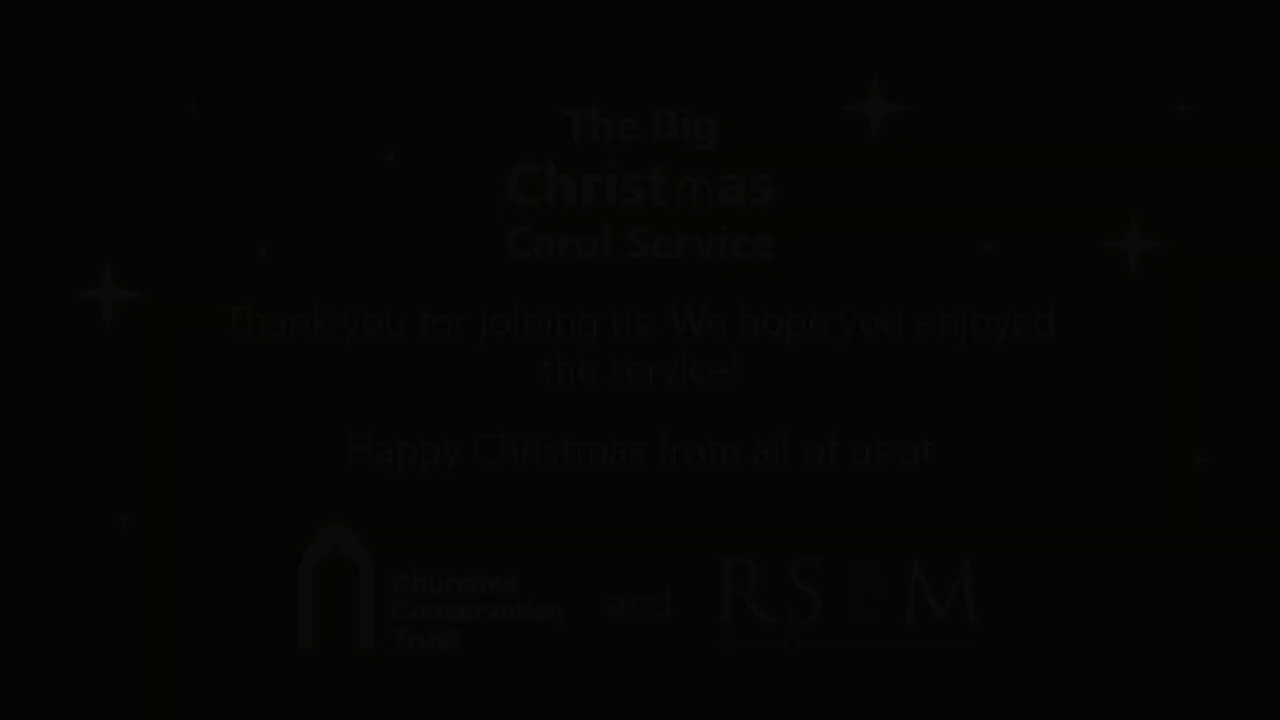 The Big
Christmas
Carol Service
Thank you for joining us. We hope you enjoyed
the service!
Happy Christmas from all of us at
Churches
Conservation
Trust
and
RSCM